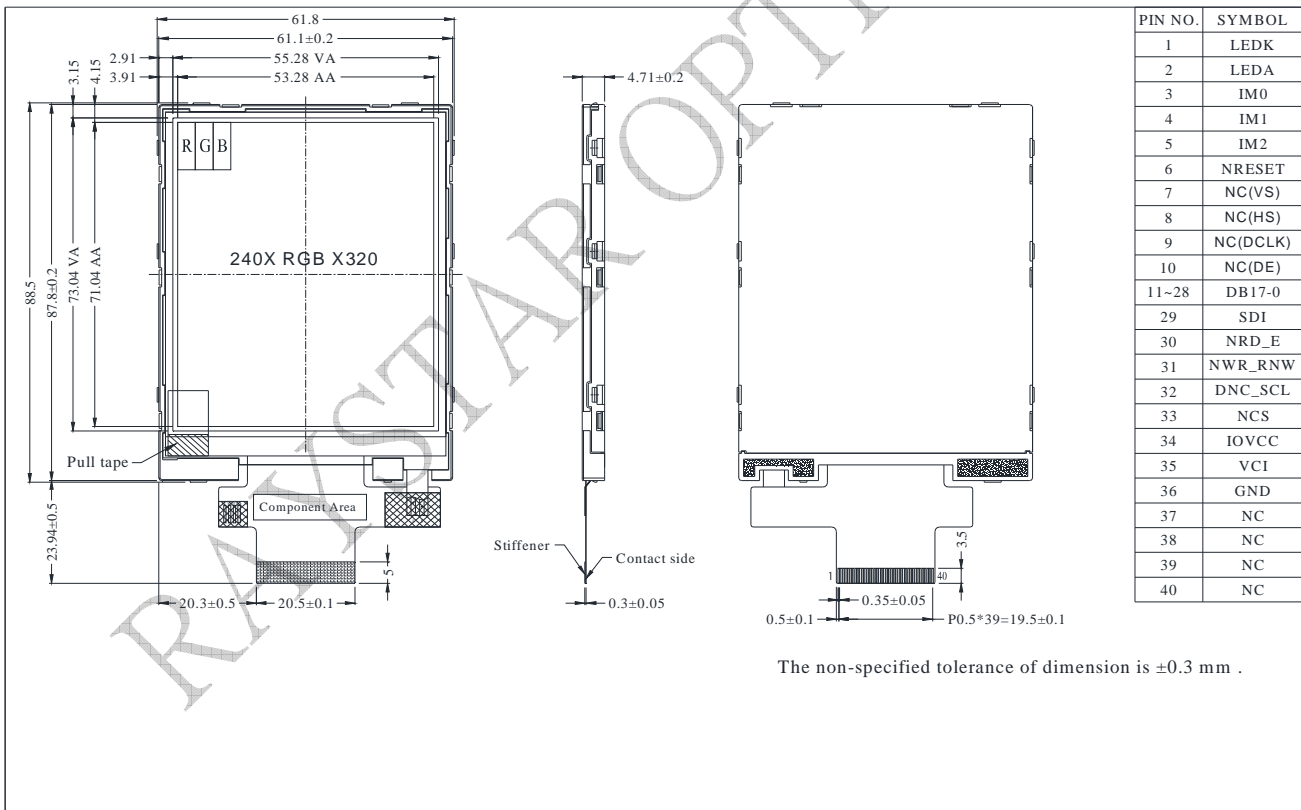 61.8
61.1±0.2
2.91
55.28 VA
3.91
53.28 AA
3.15
4.15
4.71±0.2
88.5
87.8±0.2
73.04 VA
71.04 AA
R G B
240X RGB X320
Pull tape
Component Area
23.94±0.5
5
20.3±0.5
20.5±0.1
Stiffener
Contact side
0.3±0.05
1
40
3.5
0.35±0.05
0.5±0.1
P0.5*39=19.5±0.1
The non-specified tolerance of dimension is ±0.3 mm .
PIN NO. SYMBOL
1 LEDK
2 LEDA
3 IM0
4 IM1
5 IM2
6 NRESET
7 NC(VS)
8 NC(HS)
9 NC(DCLK)
10 NC(DE)
11~28 DB17-0
29 SDI
30 NRD_E
31 NWR_RNW
32 DNC_SCL
33 NCS
34 IOVCC
35 VCI
36 GND
37 NC
38 NC
39 NC
40 NC
RAYSTAR OPT